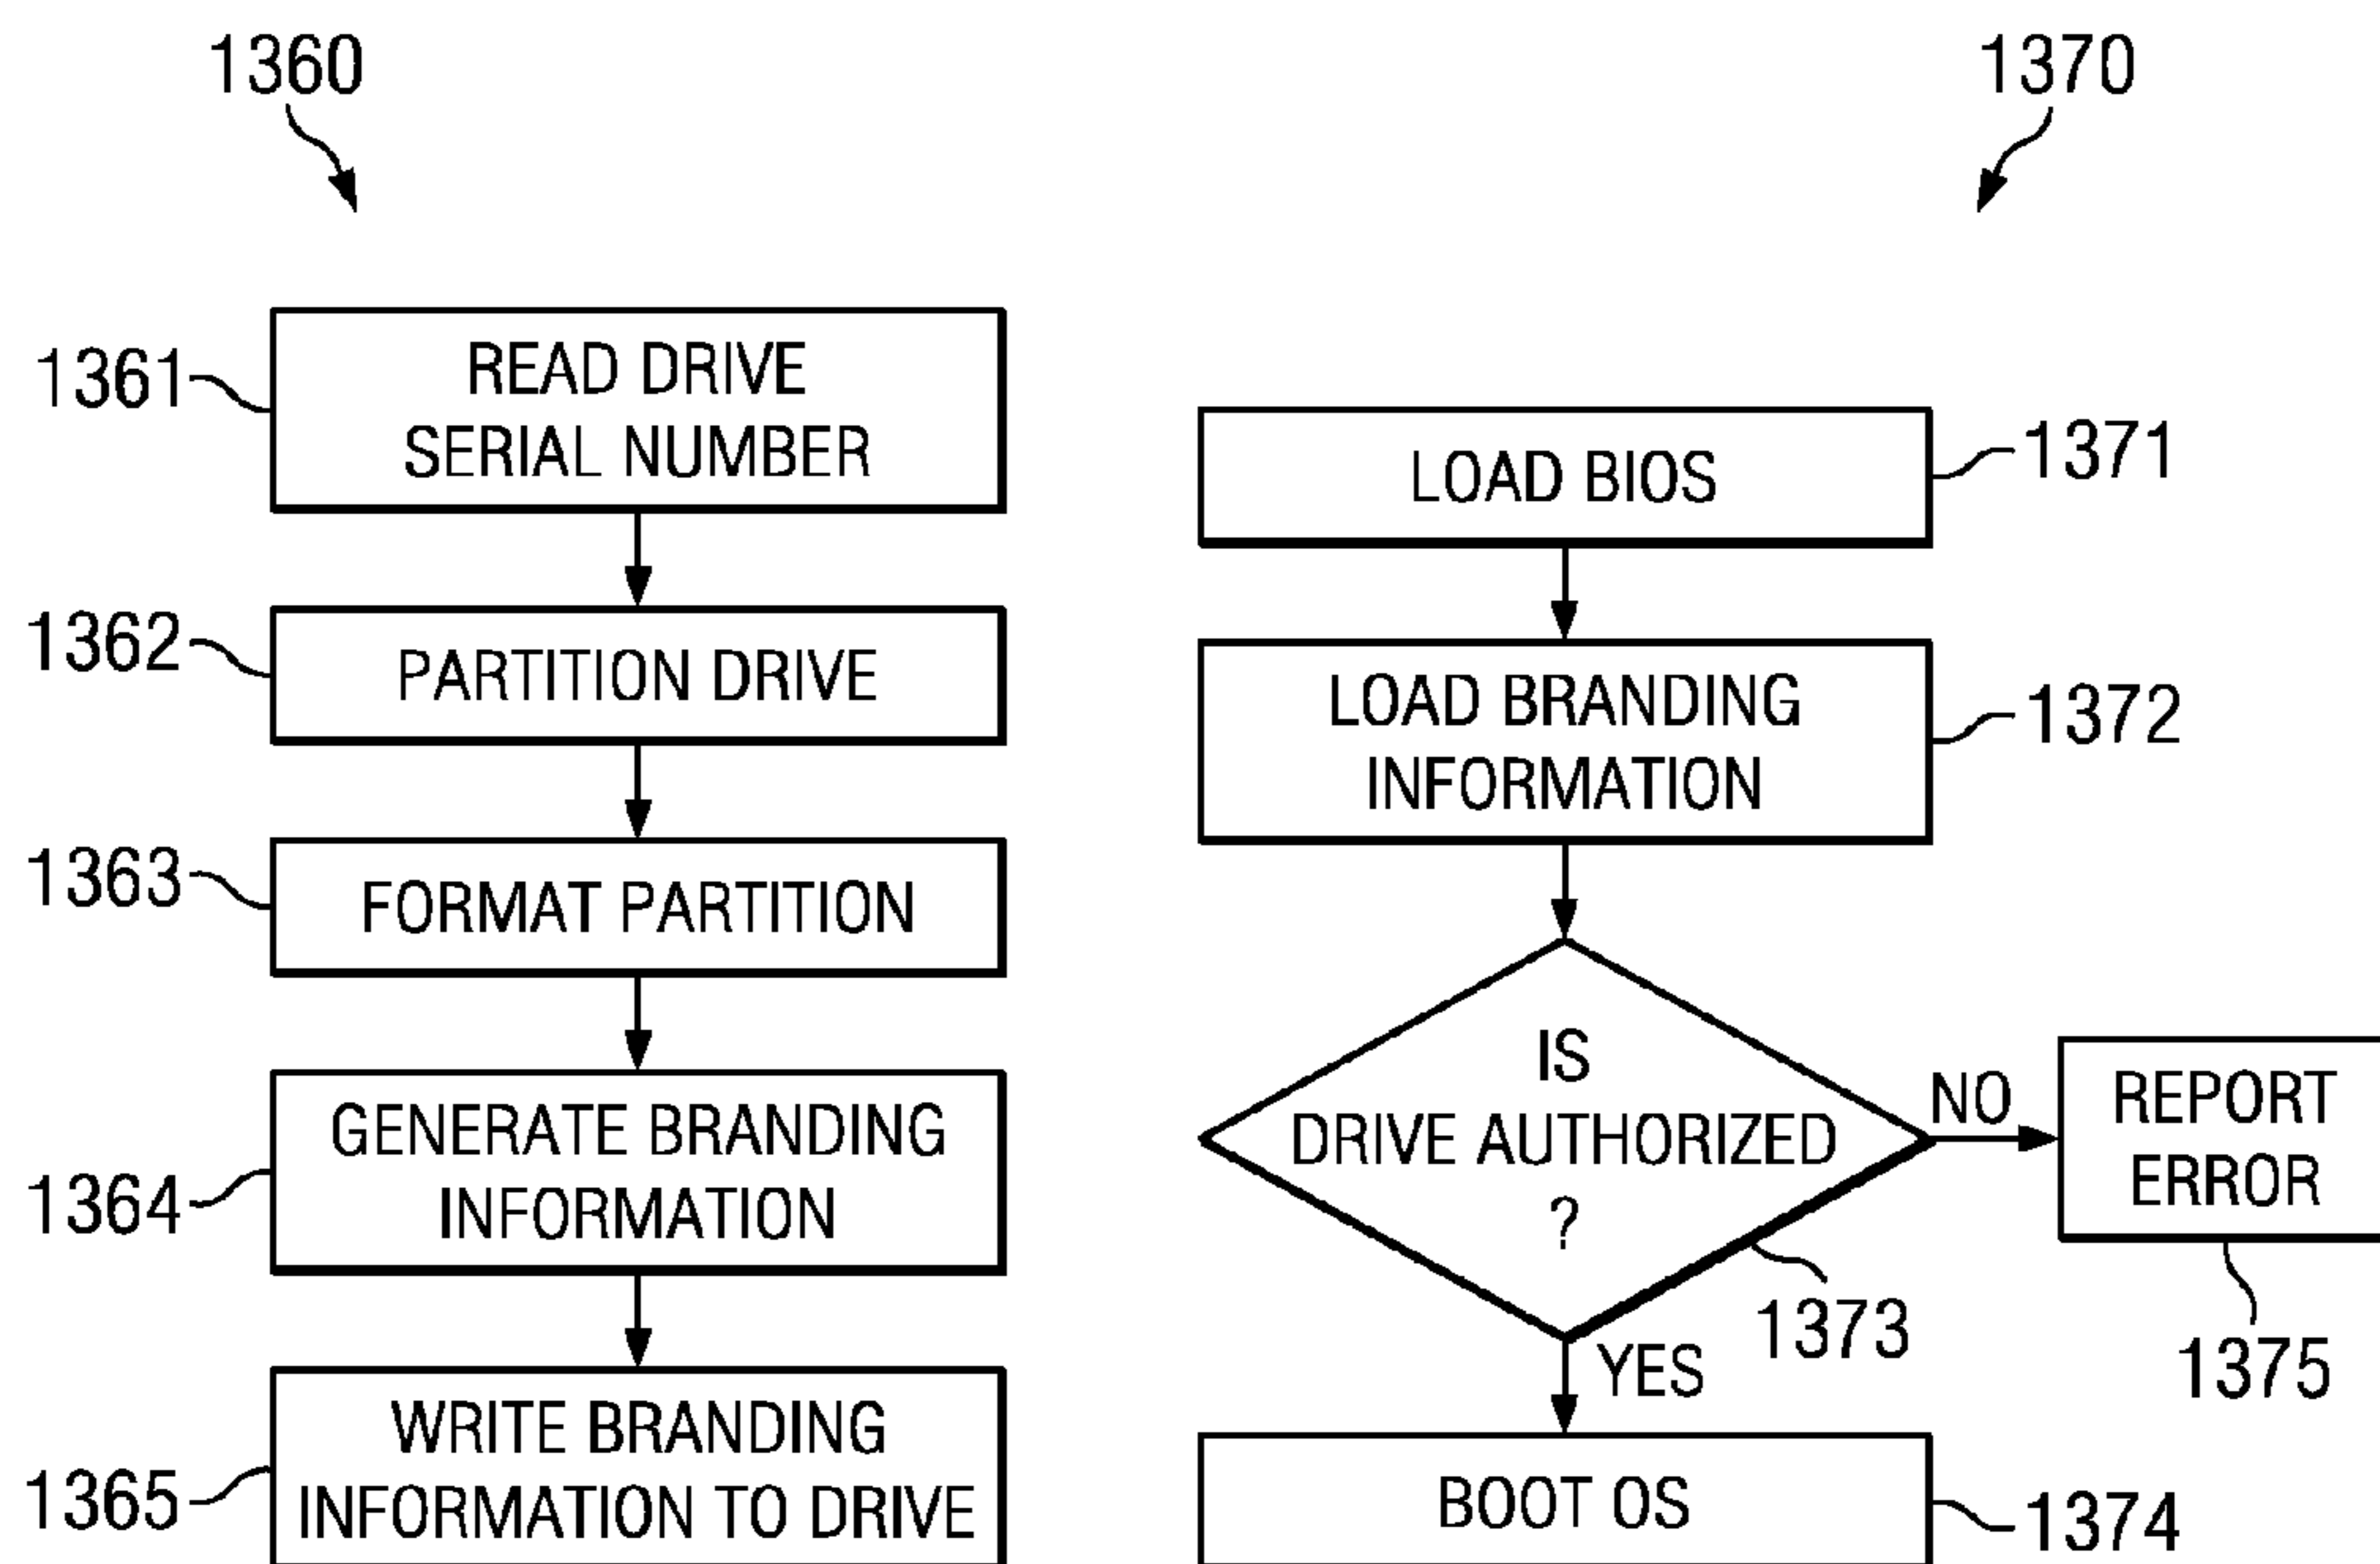 1360
1361
READ DRIVE
SERIAL NUMBER
1362
PARTITION DRIVE
1363
FORMAT PARTITION
1364
GENERATE BRANDING
INFORMATION
1365
WRITE BRANDING
INFORMATION TO DRIVE
1370
LOAD BIOS
1371
LOAD BRANDING
INFORMATION
1372
IS
DRIVE AUTHORIZED
?
1373
NO
REPORT
ERROR
1375
YES
BOOT OS
1374